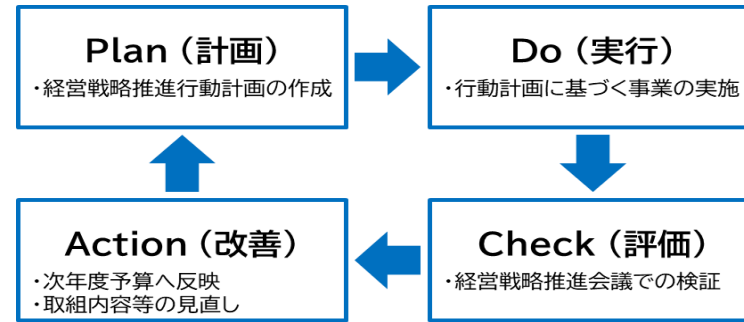 Plan（計画）
・経営戦略推進行動計画の作成
Do（実行）
・行動計画に基づく事業の実施
Action（改善）
・次年度予算へ反映
・取組内容等の見直し
Check（評価）
・経営戦略推進会議での検証